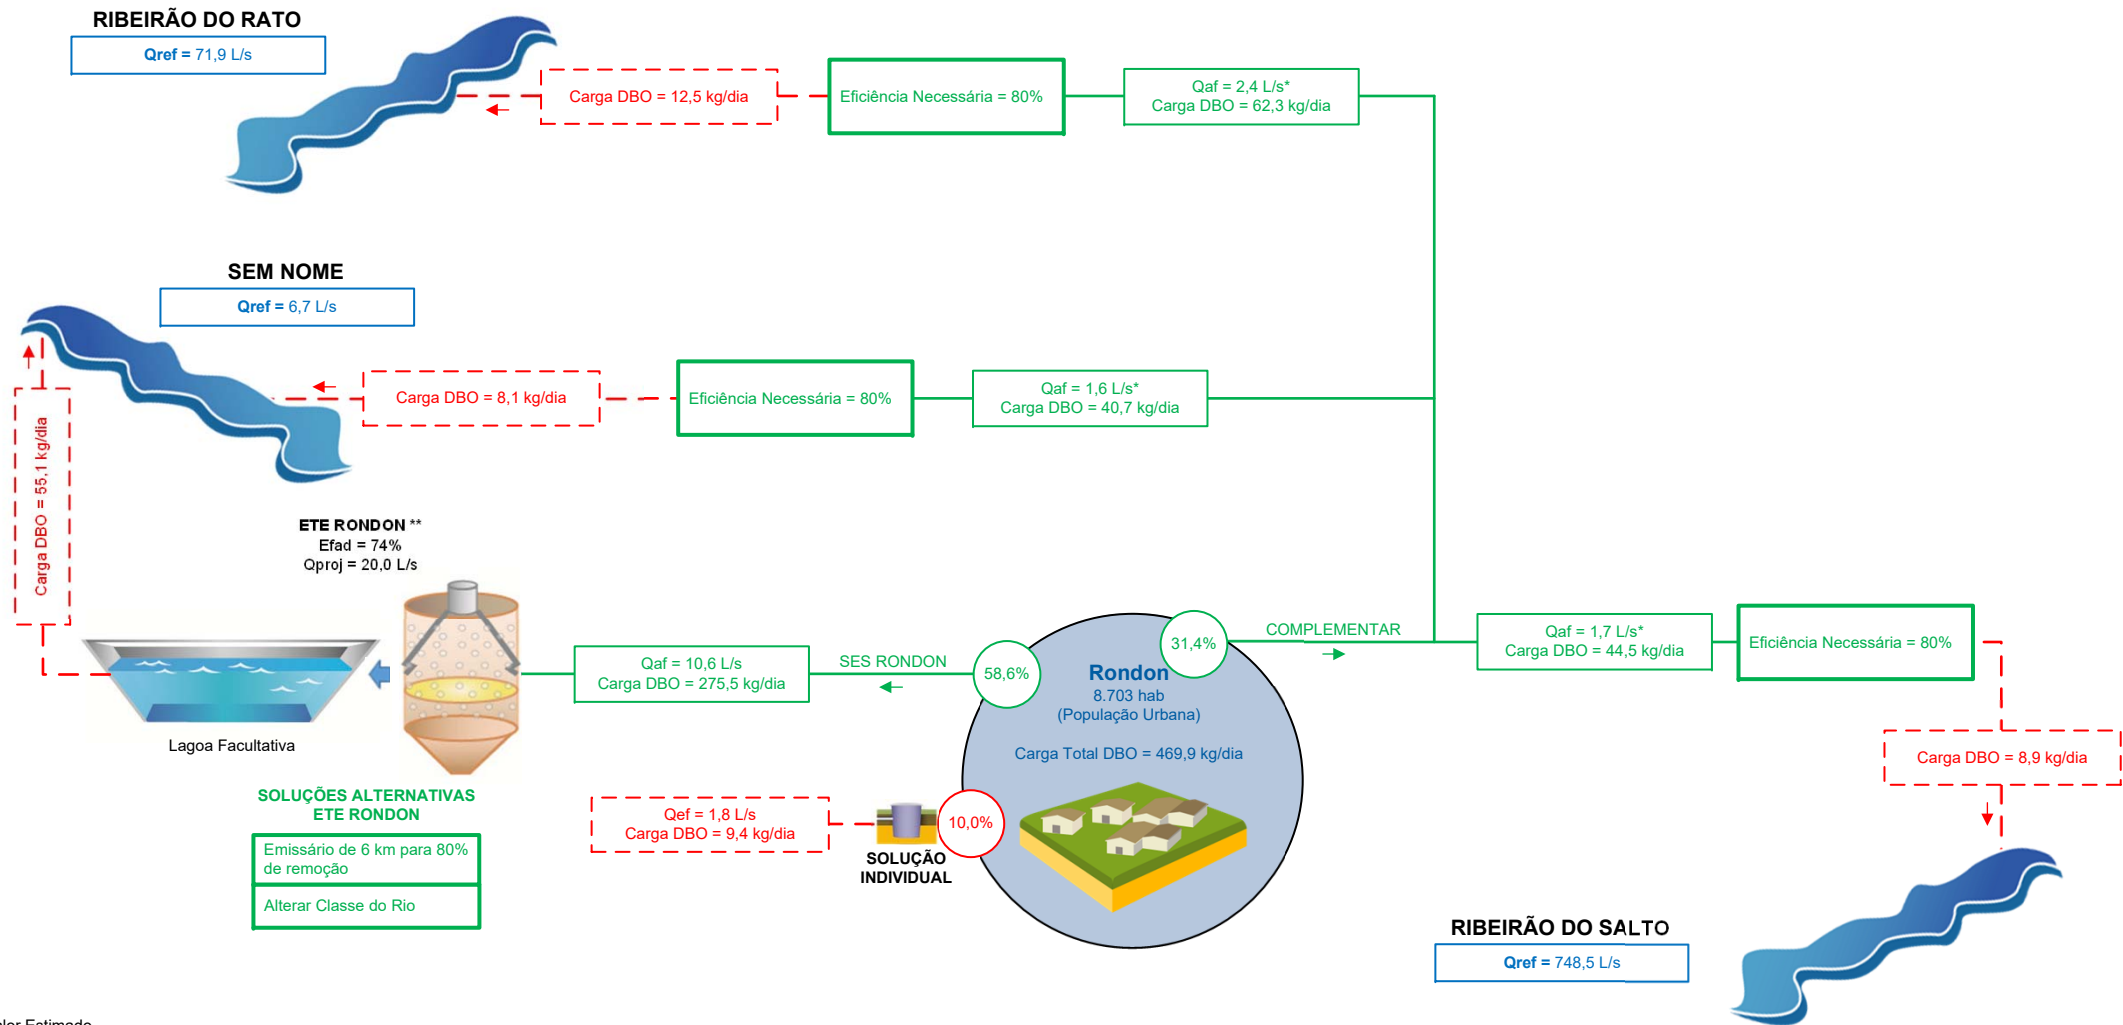 RIBEIRÃO DO RATO
Qref = 71,9 L/s
Carga DBO = 12,5 kg/dia
Eficiência Necessária = 80%
Qaf = 2,4 L/s*
Carga DBO = 62,3 kg/dia
SEM NOME
Qref = 6,7 L/s
Carga DBO = 8,1 kg/dia
Eficiência Necessária = 80%
Qaf = 1,6 L/s*
Carga DBO = 40,7 kg/dia
Carga DBO = 55,1 kg/dia
ETE RONDON **
Efad = 74%
Qproj = 20,0 L/s
Lagoa Facultativa
Qaf = 10,6 L/s
Carga DBO = 275,5 kg/dia
SES RONDON
58,6%
31,4%
COMPLEMENTAR
Qaf = 1,7 L/s*
Carga DBO = 44,5 kg/dia
Eficiência Necessária = 80%
Rondon
8.703 hab
(População Urbana)
Carga Total DBO = 469,9 kg/dia
Carga DBO = 8,9 kg/dia
SOLUÇÕES ALTERNATIVAS
ETE RONDON
Emissário de 6 km para 80%
de remoção
Alterar Classe do Rio
Qef = 1,8 L/s
Carga DBO = 9,4 kg/dia
10,0%
SOLUÇÃO
INDIVIDUAL
RIBEIRÃO DO SALTO
Qref = 748,5 L/s
Estimado